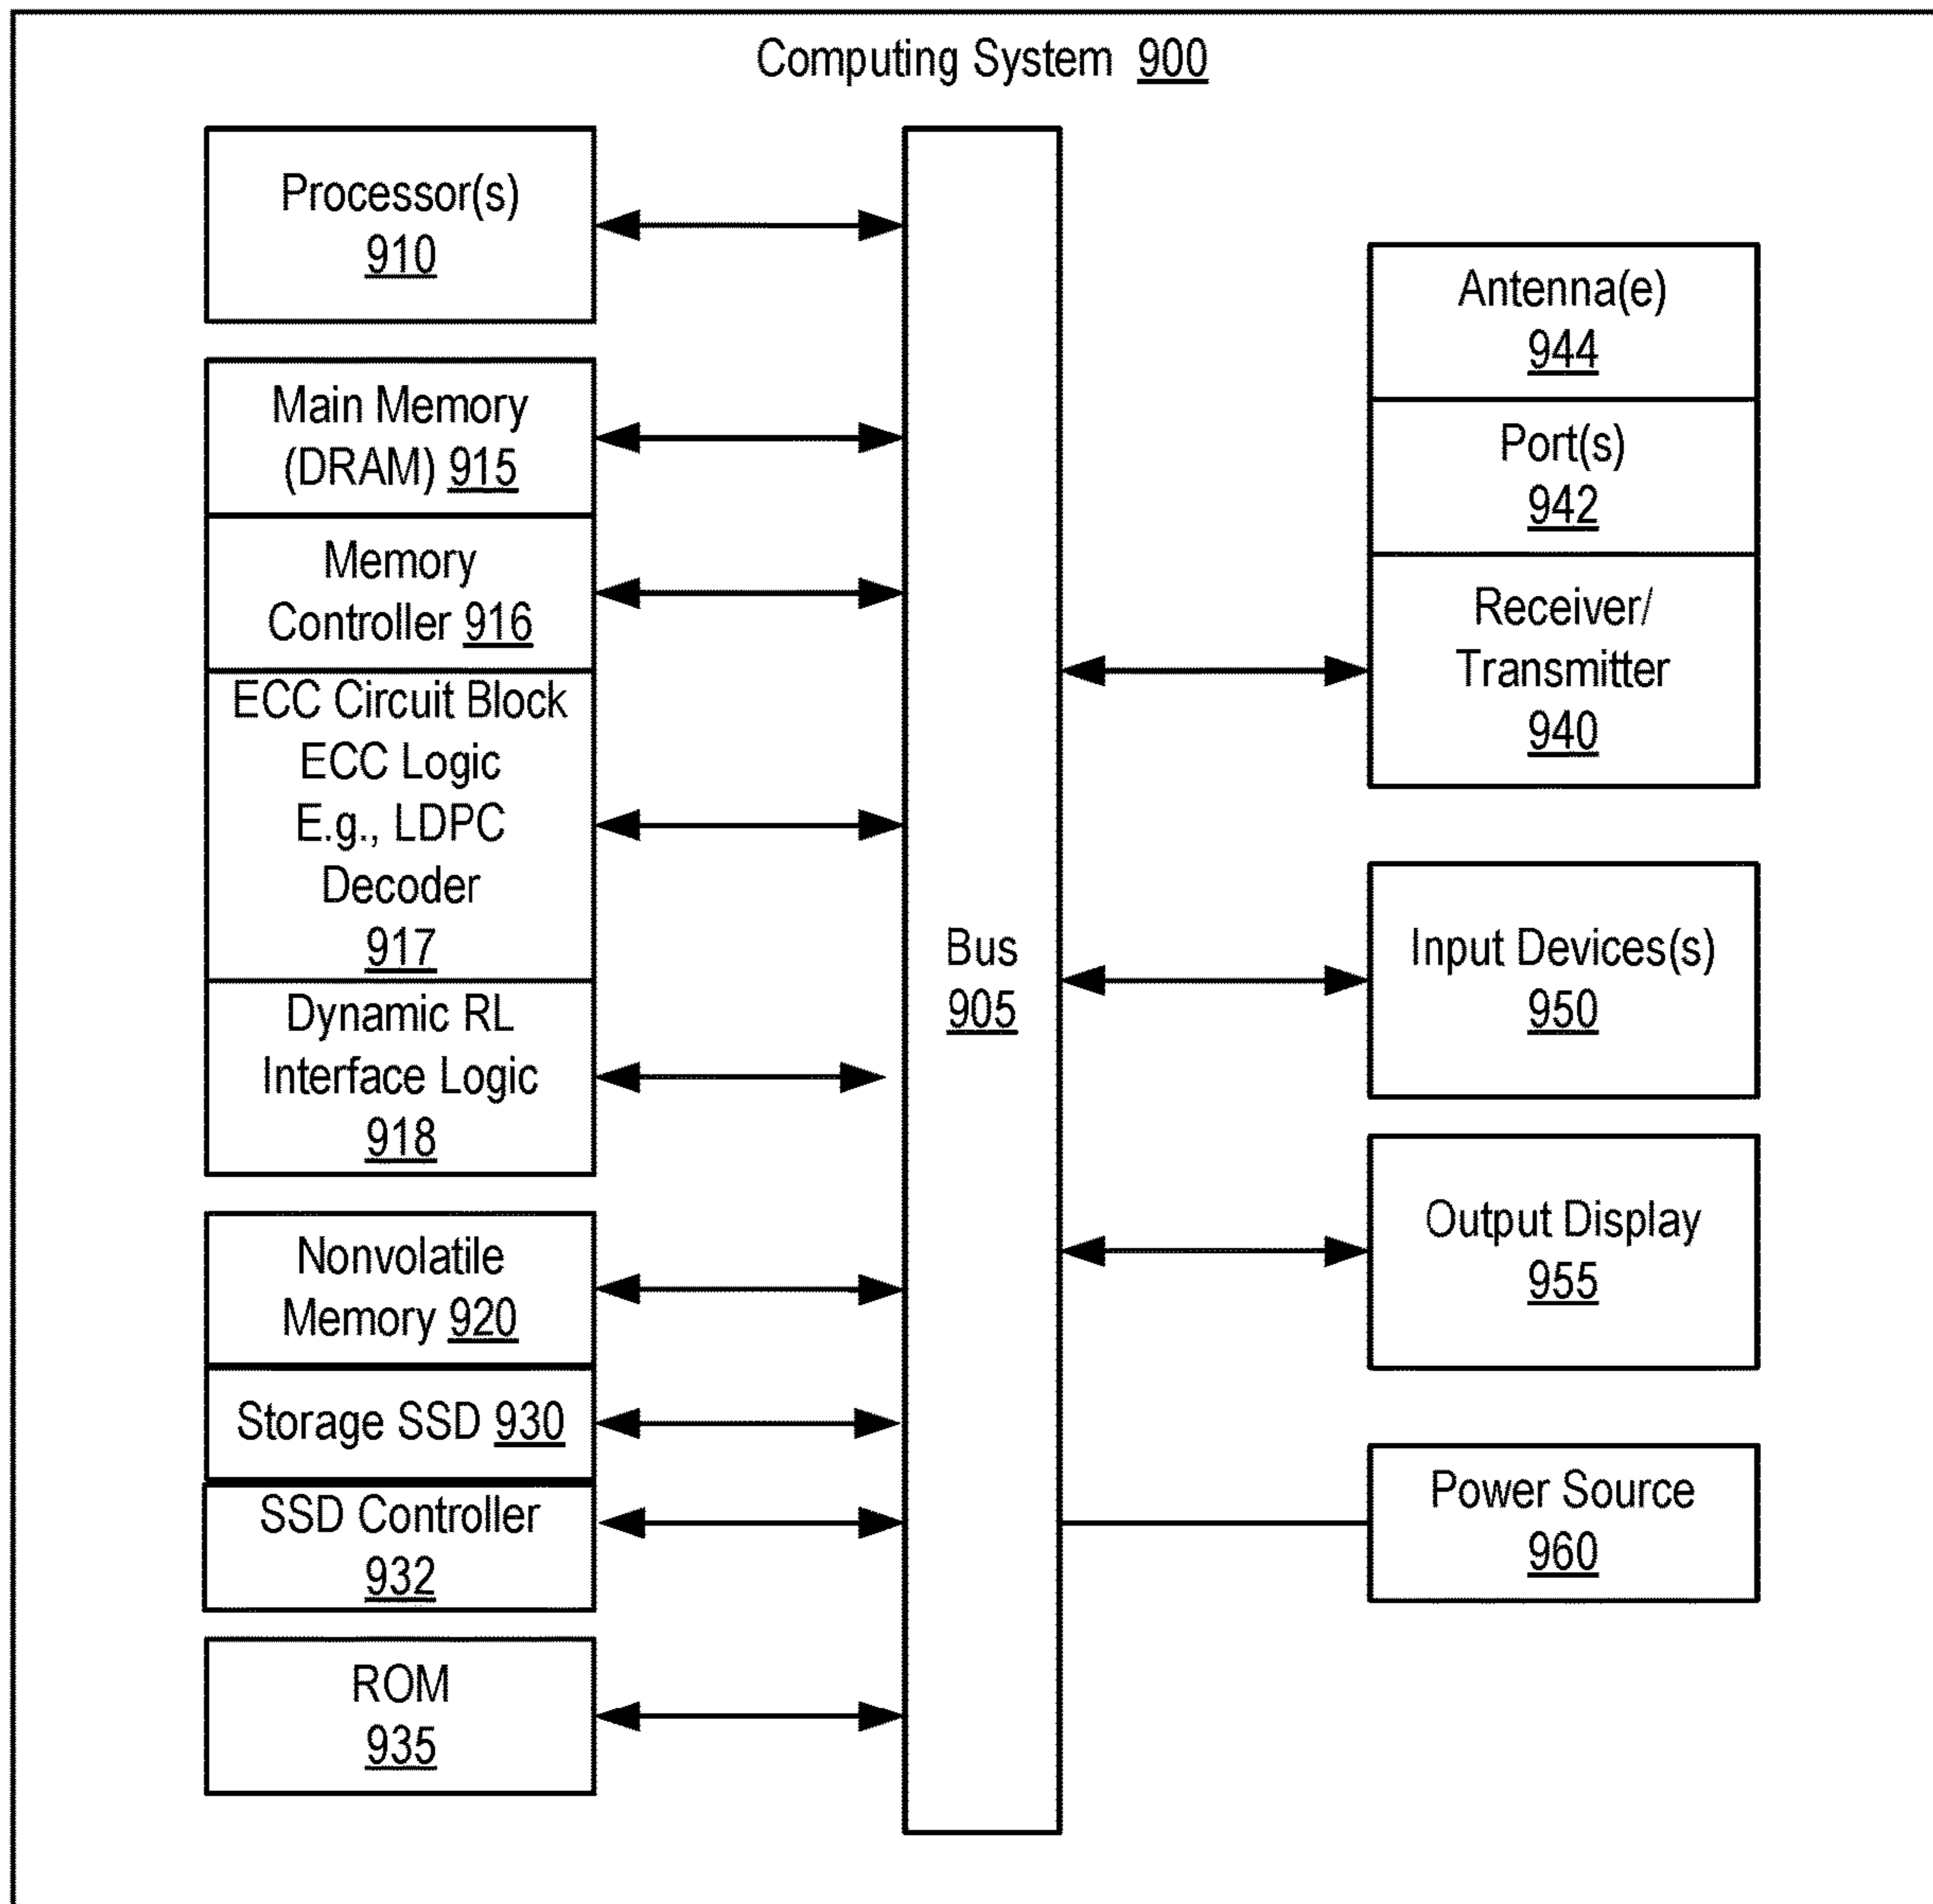 Computing System 900
Processor(s)
910
Main Memory
(DRAM) 915
Memory
Controller 916
ECC Circuit Block
ECC Logic
E.g., LDPC
Decoder
917
Dynamic RL
Interface Logic
918
Nonvolatile
Memory 920
Storage SSD 930
SSD Controller
932
ROM
935
Bus
905
Antenna(e)
944
Port(s)
942
Receiver/
Transmitter
940
Input Devices(s)
950
Output Display
955
Power Source
960